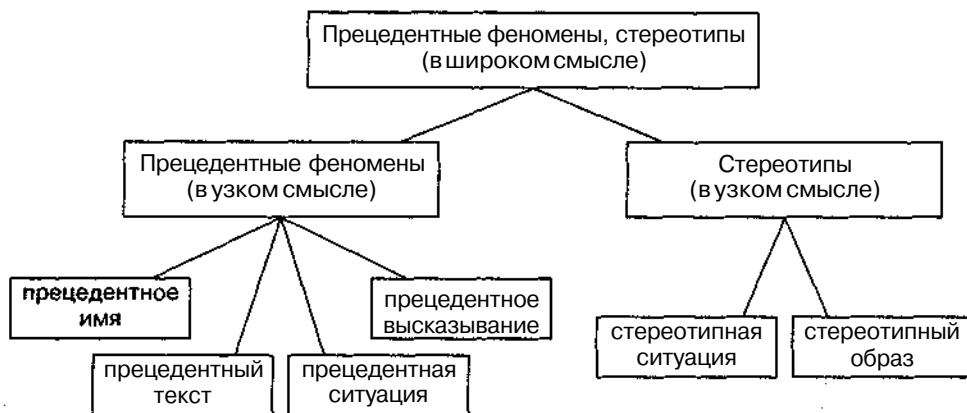 Прецедентные феномены, стереотипы
(в широком смысле)
Прецедентные феномены
(в узком смысле)
Стереотипы
(в узком смысле)
прецедентное
имя
прецедентное
высказывание
прецедентный
текст
прецедентная
ситуация
стереотипная
ситуация
стереотипный
образ